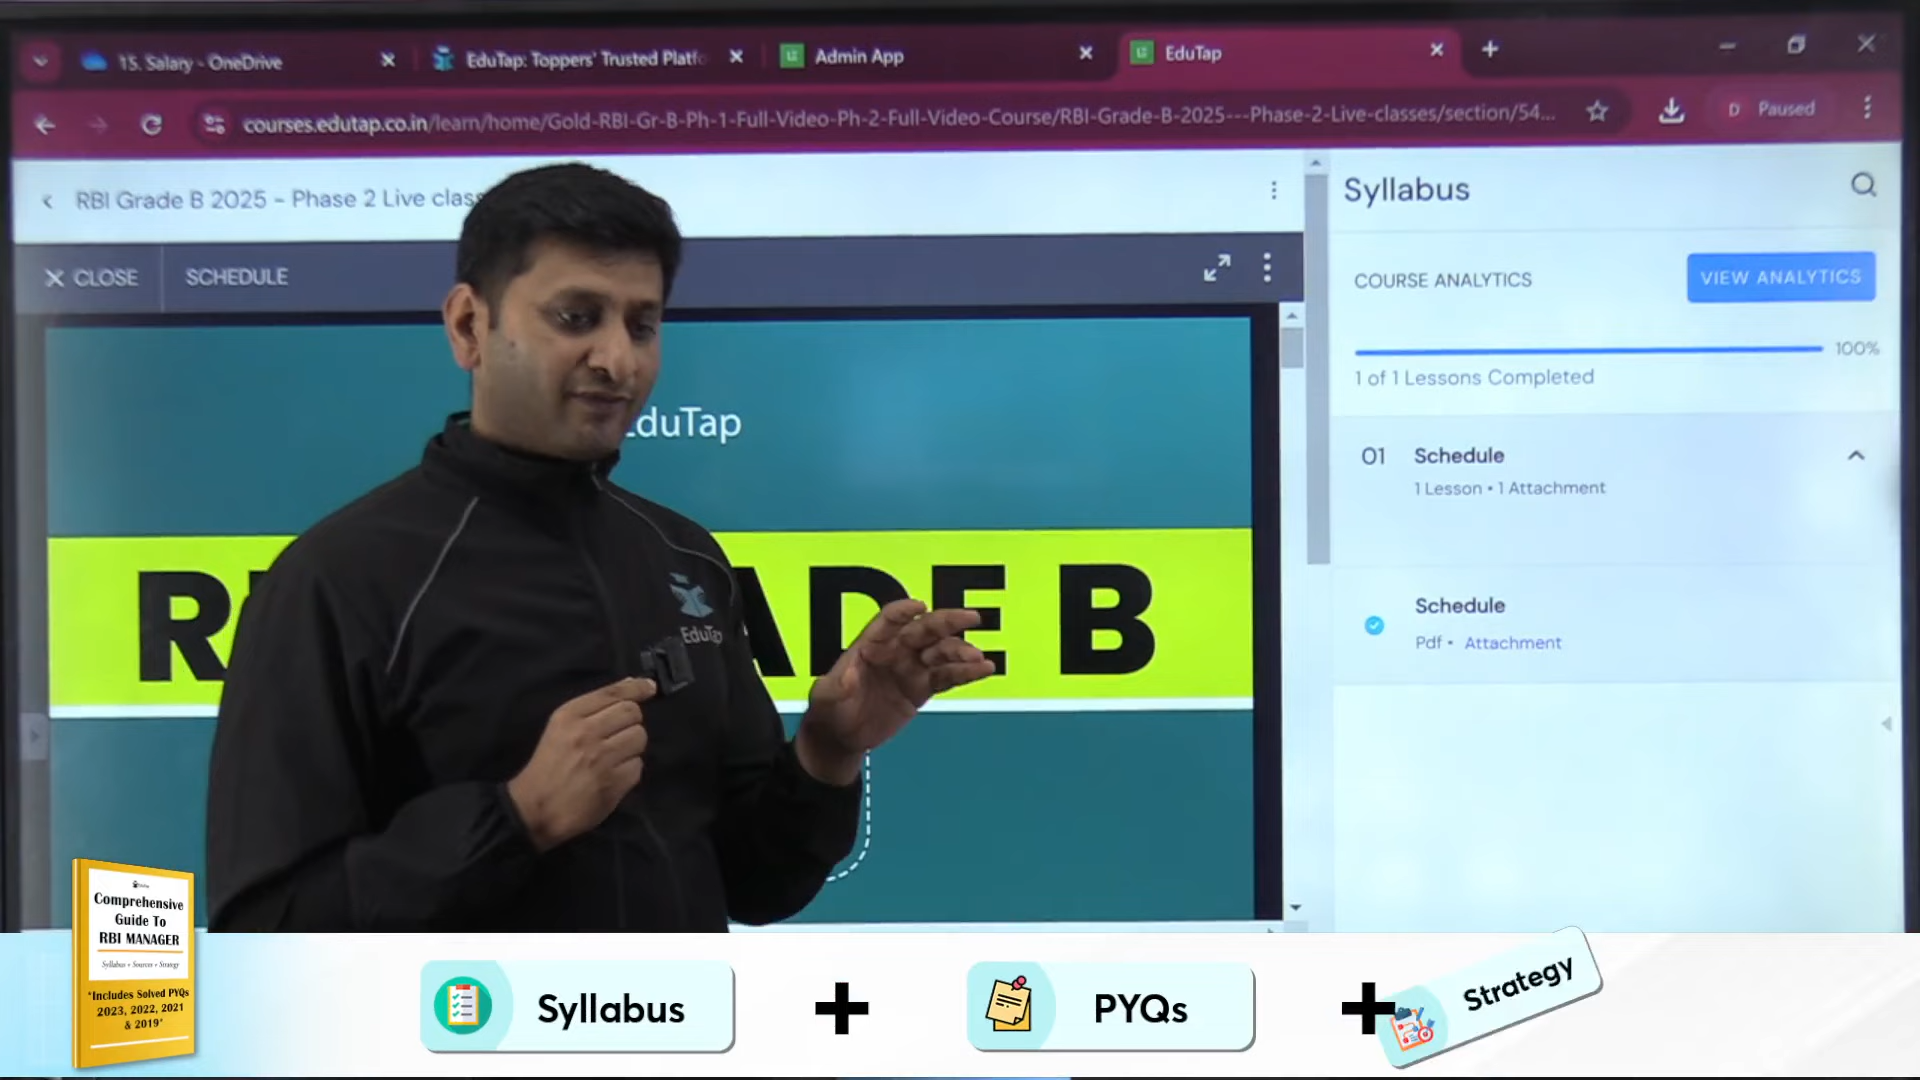 15. Salary - OneDrive
EduTap: Toppers' Trusted Platfo
Admin App
EduTap
courses.edutap.co.in/learn/home/Gold-RBI-Gr-B-Ph-1-Full-Video-Ph-2-Full-Video-Course/RBI-Grade-B-2025---Phase-2-Live-classes/section/54...
D Paused
RBI Grade B 2025 - Phase 2 Live clas
CLOSE
SCHEDULE
EduTap
R ADE B
EduTap
Syllabus
COURSE ANALYTICS
VIEW ANALYTICS
100%
1 of 1 Lessons Completed
01 Schedule
1 Lesson • 1 Attachment
Schedule
Pdf • Attachment
Comprehensive
Guide To
RBI MANAGER
Syllabus + Sources + Strategy
*Includes Solved PYQs
2023, 2022, 2021
& 2019*
Syllabus
+
PYQs
+
Strategy